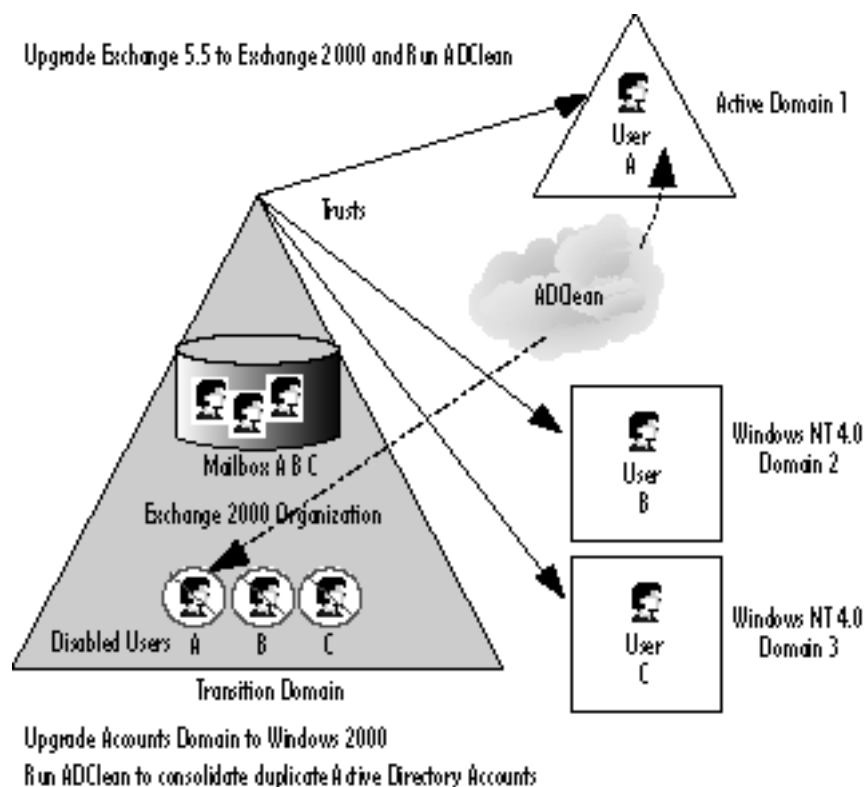 Upgrade Exchange 5.5 to Exchange 2000 and Run ADClean
Active Domain 1
User
A
Trusts
ADClean
Mailbox A B C
Windows NT 4.0
Domain 2
User
B
Exchange 2000 Organization
Windows NT 4.0
Domain 3
User
C
Disabled Users A B C
Transition Domain
Upgrade Accounts Domain to Windows 2000
Run ADClean to consolidate duplicate Active Directory Accounts